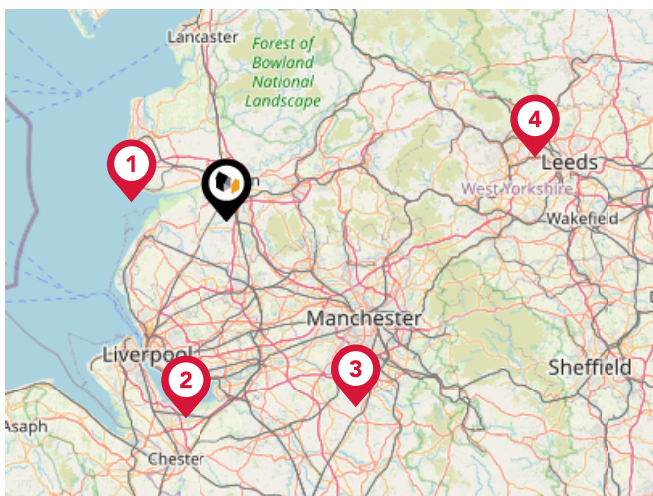 Lancaster
Forest of
Bowland
National
Landscape
1
4
Leeds
n
West Yorkshire
Wakefield
Manchester
Liverpool
3
2
Sheffield
Asaph
Chester